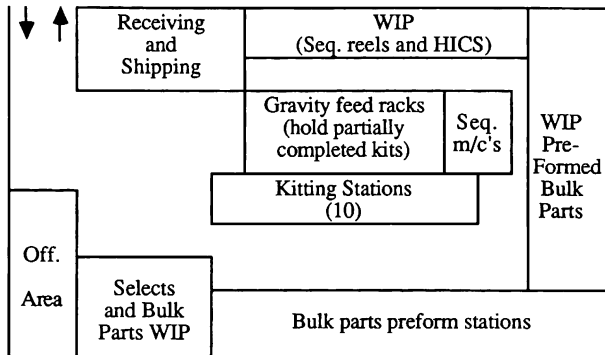 Receiving
and
Shipping
WIP
(Seq. reels and HICS)
Gravity feed racks
(hold partially
completed kits)
Seq.
m/c's
WIP
Pre-
Formed
Bulk
Parts
Kitting Stations
(10)
Off.
Area
Selects
and Bulk
Parts WIP
Bulk parts preform stations